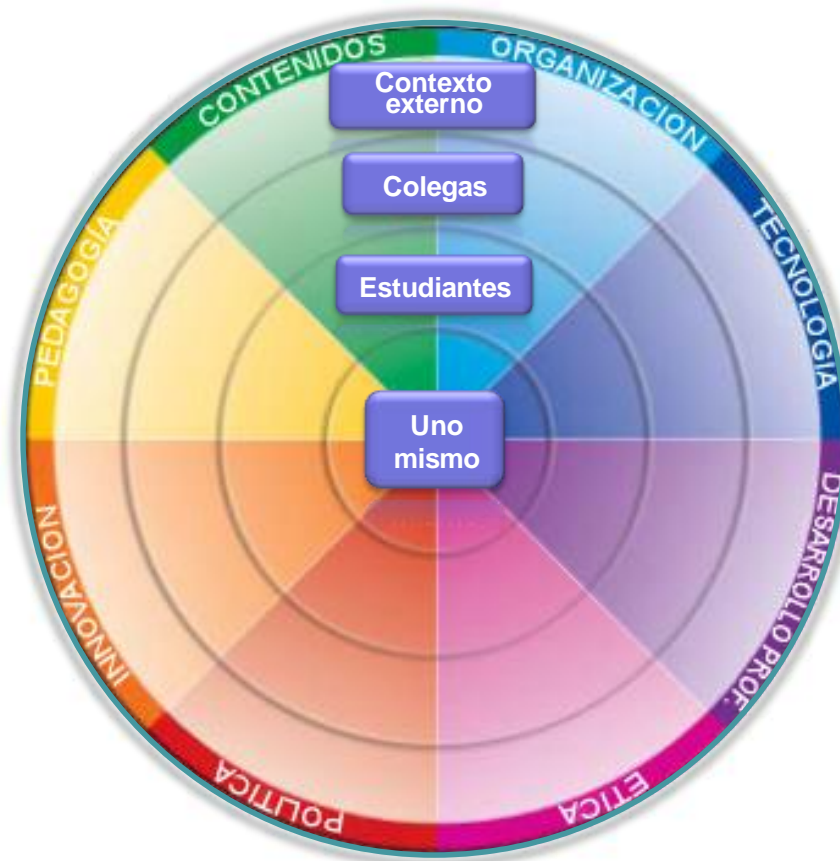 CONTENIDOS
ORGANIZACION
TECNOLOGIA
DESARROLLO PROF.
ETICA
POLITICA
INNOVACION
PEDAGOGÍA
Contexto
externo
Colegas
Estudiantes
Uno
mismo